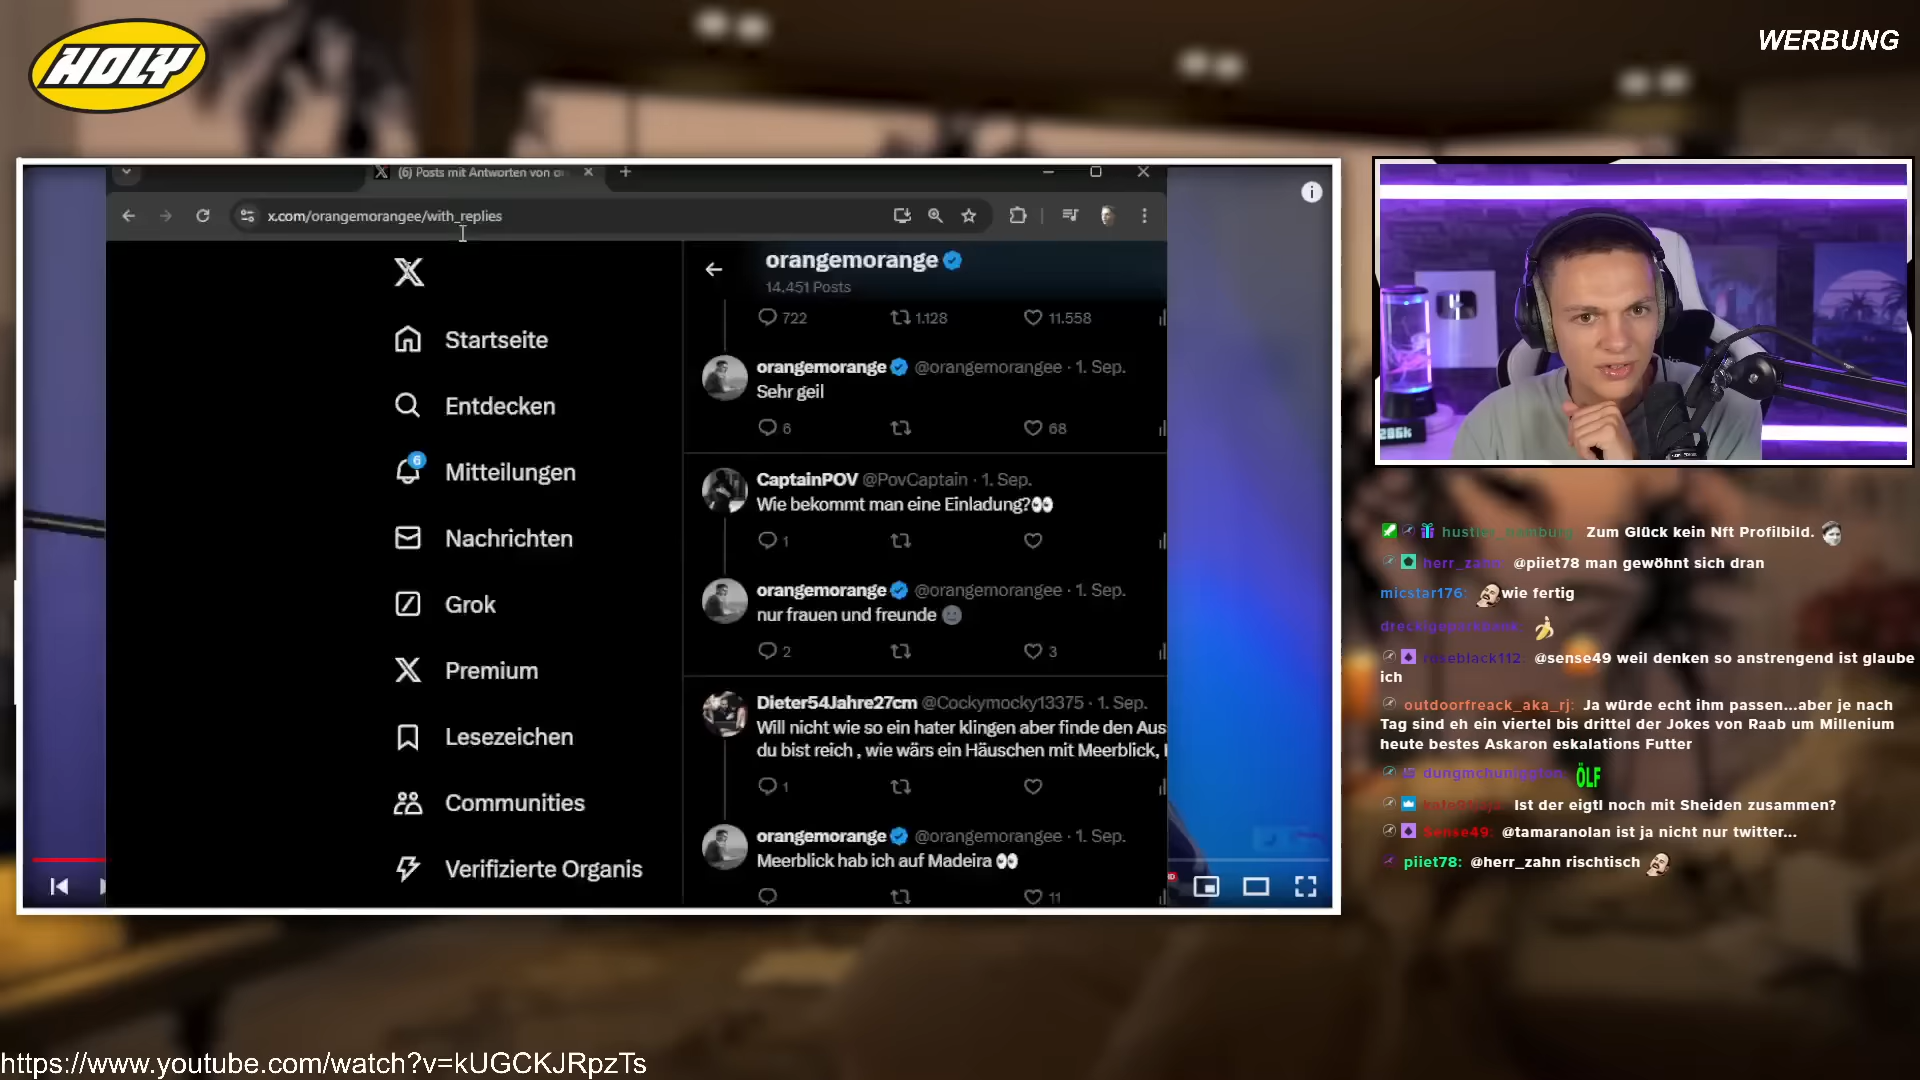 HOLY
WERBUNG
(6) Posts mit Antworten von
x.com/orangemorangee/with_replies
Startseite
Entdecken
6
Mitteilungen
Nachrichten
Grok
Premium
Lesezeichen
Communities
Verifizierte Organis
orangemorange
14.451 Posts
722 1.128 11.558
orangemorange @orangemorangee · 1. Sep.
Sehr geil
6 68
CaptainPOV @PovCaptain · 1. Sep.
Wie bekommt man eine Einladung?👀
1
orangemorange @orangemorangee · 1. Sep.
nur frauen und freunde
2 3
Dieter54Jahre27cm @Cockymocky13375 · 1. Sep.
Will nicht wie so ein hater klingen aber finde den Aus
du bist reich , wie wärs ein Häuschen mit Meerblick,
1
orangemorange @orangemorangee · 1. Sep.
Meerblick hab ich auf Madeira 👀
11
286k
hustler_hamburg: Zum Glück kein Nft Profilbild.
herr_zahn: @piiet78 man gewöhnt sich dran
micstar176: wie fertig
ÖLF
roseblack112: @sense49 weil denken so anstrengend ist glaube
ich
outdoorfreack_aka_rj: Ja würde echt ihm passen...aber je nach
Tag sind eh ein viertel bis drittel der Jokes von Raab um Millenium
heute bestes Askaron eskalations Futter
Ist der eigtl noch mit Sheiden zusammen?
Sense49: @tamaranolan ist ja nicht nur twitter...
piiet78: @herr_zahn rischtisch
https://www.youtube.com/watch?v=kUGCKJRpzTs